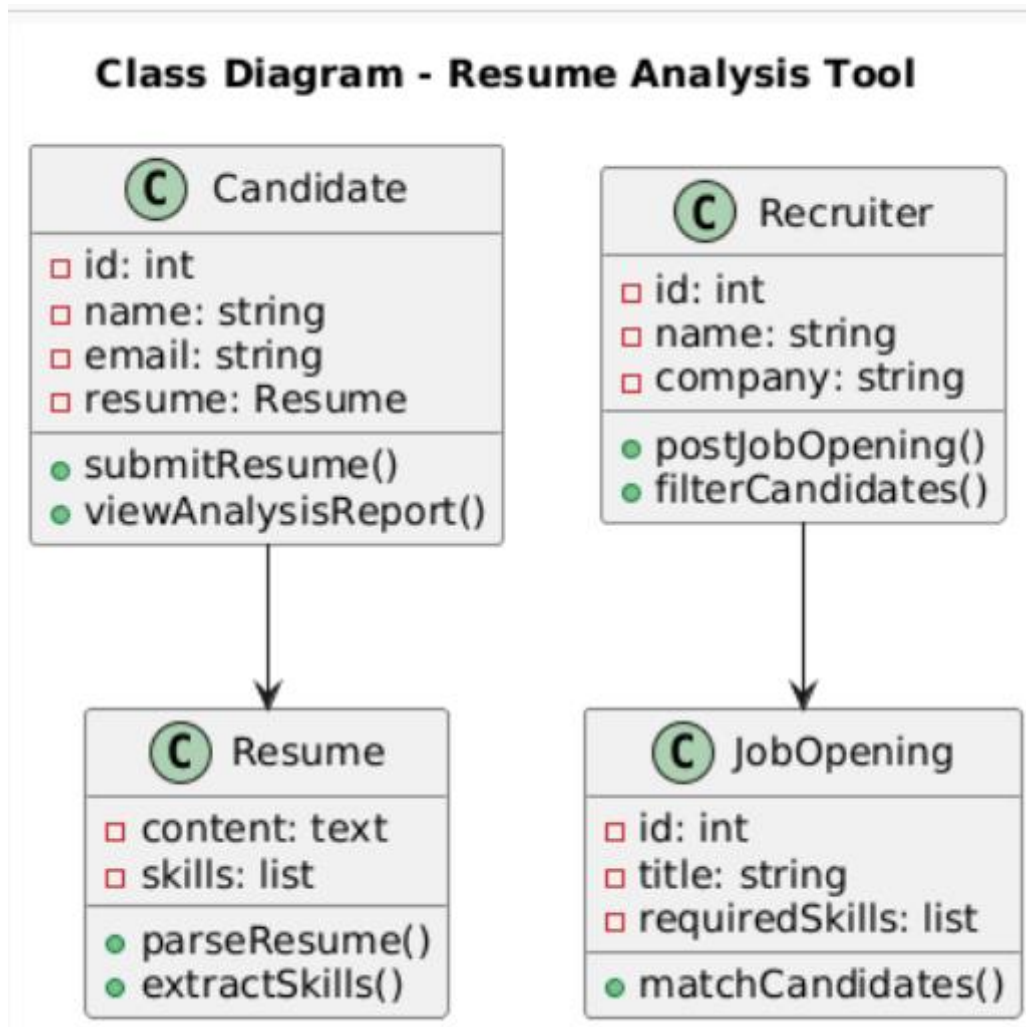 Class Diagram - Resume Analysis Tool
C Candidate
id: int
name: string
email: string
resume: Resume
submitResume()
viewAnalysisReport()
C Recruiter
id: int
name: string
company: string
postJobOpening()
filterCandidates()
C Resume
content: text
skills: list
parseResume()
extractSkills()
C JobOpening
id: int
title: string
requiredSkills: list
matchCandidates()